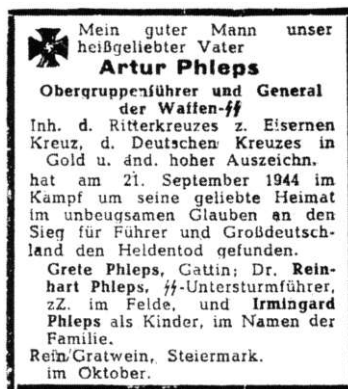 Mein guter Mann unser
heißgeliebter Vater
Artur Phleps
Obergruppenführer und General
der Waffen-ϟϟ
Inh. d. Ritterkreuzes z. Eisernen
Kreuz, d. Deutschen Kreuzes in
Gold u. and. hoher Auszeichn.
hat am 21. September 1944 im
Kampf um seine geliebte Heimat
im unbeugsamen Glauben an den
Sieg für Führer und Großdeutsch-
land den Heldentod gefunden.
Grete Phleps, Gattin; Dr. Rein-
hart Phleps, ϟϟ-Untersturmführer,
zZ. im Felde, und Irmingard
Phleps als Kinder, im Namen der
Familie.
Rein/Gratwein, Steiermark.
im Oktober.